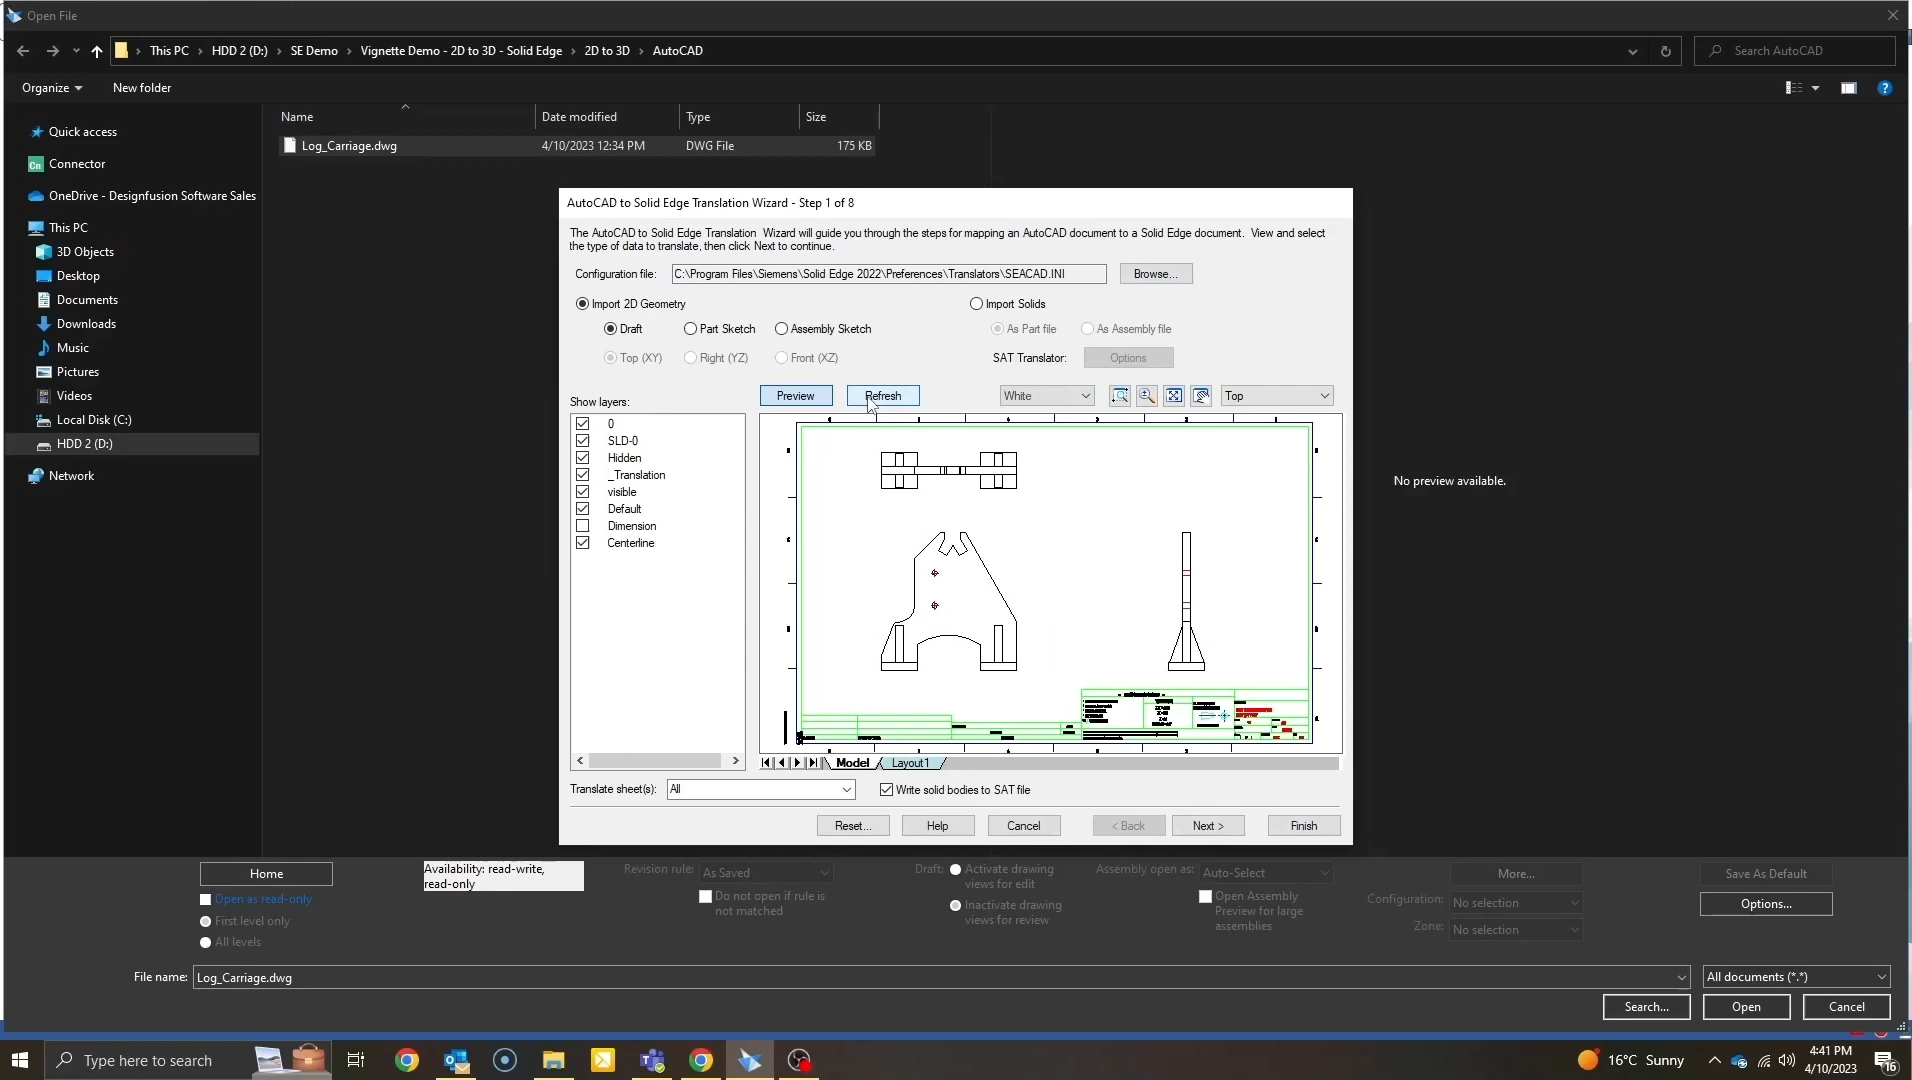 Open File
This PC > HDD 2 (D:) > SE Demo > Vignette Demo - 2D to 3D - Solid Edge > 2D to 3D > AutoCAD
Search AutoCAD
Organize
New folder
Name
Date modified
Type
Size
Log_Carriage.dwg
4/10/2023 12:34 PM
DWG File
175 KB
Quick access
Connector
OneDrive - Designfusion Software Sales
This PC
3D Objects
Desktop
Documents
Downloads
Music
Pictures
Videos
Local Disk (C:)
HDD 2 (D:)
Network
No preview available.
AutoCAD to Solid Edge Translation Wizard - Step 1 of 8
The AutoCAD to Solid Edge Translation Wizard will guide you through the steps for mapping an AutoCAD document to a Solid Edge document. View and select
the type of data to translate, then click Next to continue.
Configuration file:
C:\Program Files\Siemens\Solid Edge 2022\Preferences\Translators\SEACAD.INI
Browse...
Import 2D Geometry
Import Solids
Draft
Part Sketch
Assembly Sketch
As Part file
As Assembly file
Top (XY)
Right (YZ)
Front (XZ)
SAT Translator:
Options
Show layers:
Preview
Refresh
White
Top
0
SLD-0
Hidden
_Translation
visible
Default
Dimension
Centerline
Model
Layout1
Translate sheet(s):
All
Write solid bodies to SAT file
Reset...
Help
Cancel
< Back
Next >
Finish
Home
Open as read-only
First level only
All levels
Availability: read-write,
read-only
Revision rule:
As Saved
Do not open if rule is
not matched
Draft:
Activate drawing
views for edit
Inactivate drawing
views for review
Assembly open as:
Auto-Select
Open Assembly
Preview for large
assemblies
More...
Configuration:
No selection
Zone:
No selection
Save As Default
Options...
File name:
Log_Carriage.dwg
All documents (*.*)
Search...
Open
Cancel
Type here to search
16°C Sunny
4:41 PM
4/10/2023
16